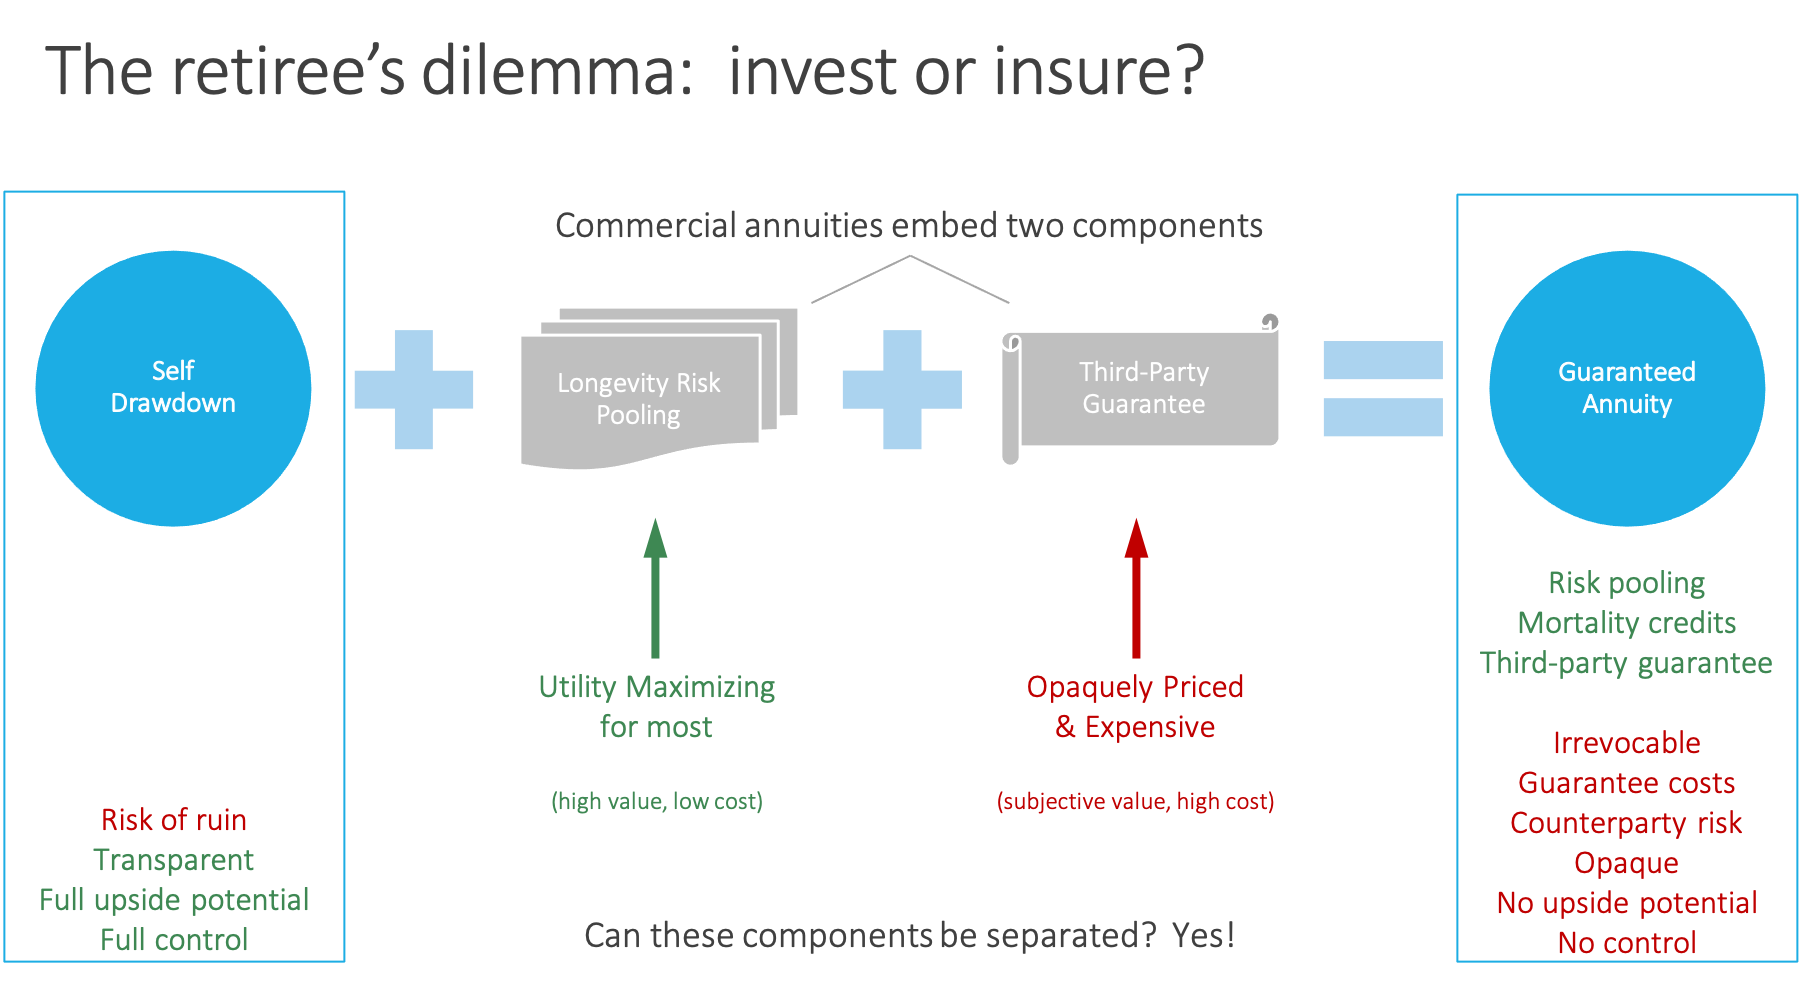 The retiree’s dilemma:  invest or insure?
Commercial annuities embed two components
Self
Drawdown
Longevity Risk
Pooling
Third-Party
Guarantee
Guaranteed
Annuity
Utility Maximizing
for most
(high value, low cost)
Opaquely Priced
& Expensive
(subjective value, high cost)
Risk of ruin
Transparent
Full upside potential
Full control
Risk pooling
Mortality credits
Third-party guarantee
Irrevocable
Guarantee costs
Counterparty risk
Opaque
No upside potential
No control
Can these components be separated?  Yes!